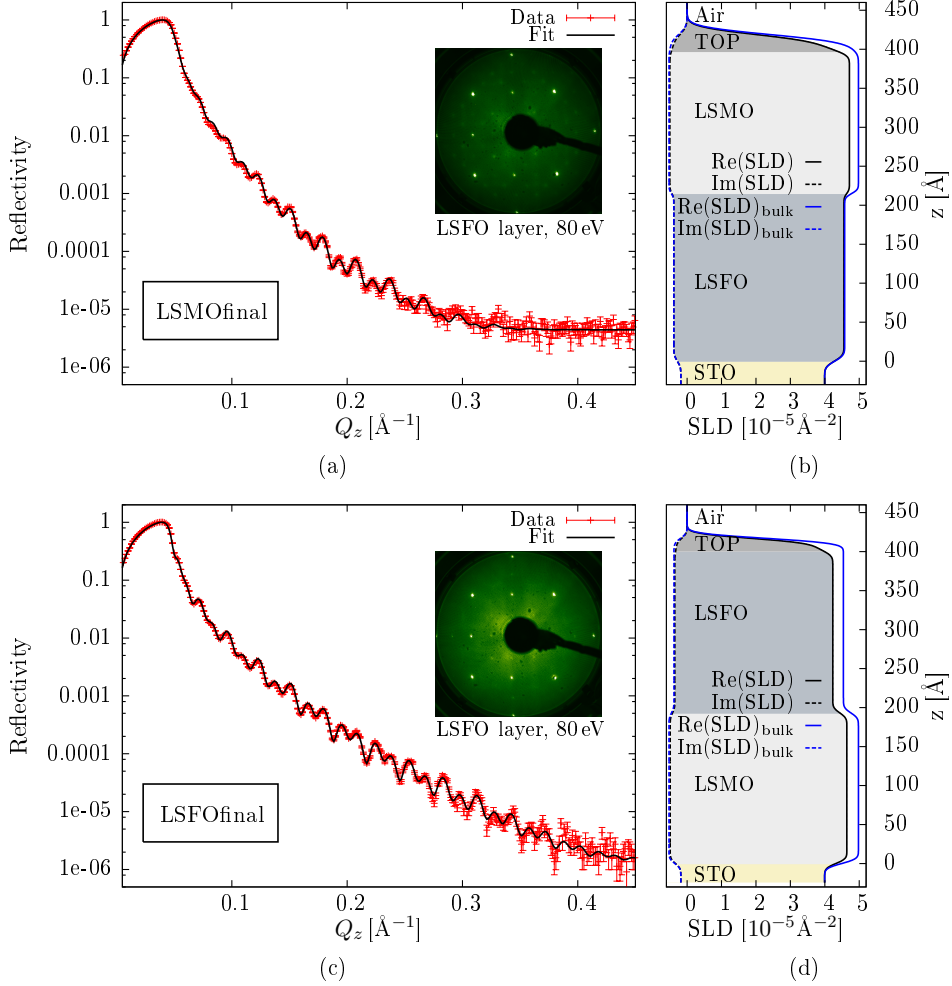 Data
Fit
1
0.1
0.01
0.001
0.0001
1e-05
1e-06
Reflectivity
LSFO layer, 80 eV
LSMOfinal
0.1 0.2 0.3 0.4
Q_z [Å⁻¹]
(a)
Air
TOP
LSMO
Re(SLD)
Im(SLD)
Re(SLD)bulk
Im(SLD)bulk
LSFO
STO
450
400
350
300
250
200
150
100
50
0
z [Å]
0 1 2 3 4 5
SLD [10⁻⁵Å⁻²]
(b)
Data
Fit
1
0.1
0.01
0.001
0.0001
1e-05
1e-06
Reflectivity
LSFO layer, 80 eV
LSFOfinal
0.1 0.2 0.3 0.4
Q_z [Å⁻¹]
(c)
Air
TOP
LSFO
Re(SLD)
Im(SLD)
Re(SLD)bulk
Im(SLD)bulk
LSMO
STO
450
400
350
300
250
200
150
100
50
0
z [Å]
0 1 2 3 4 5
SLD [10⁻⁵Å⁻²]
(d)